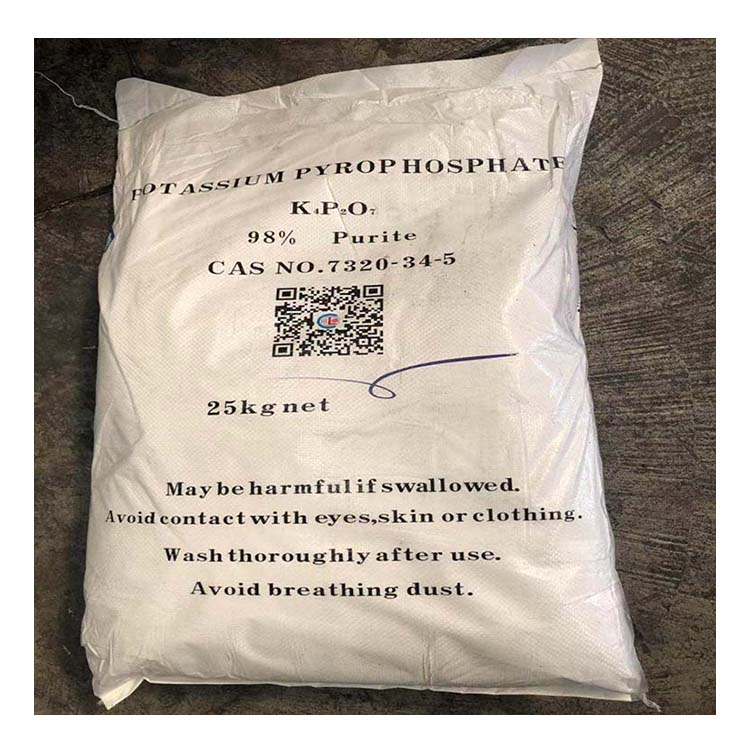 POTASSIUM PYROPHOSPHATE
K₄P₂O₇
98% Purite
CAS NO.7320-34-5
25kg net
May be harmful if swallowed.
Avoid contact with eyes,skin or clothing.
Wash thoroughly after use.
Avoid breathing dust.